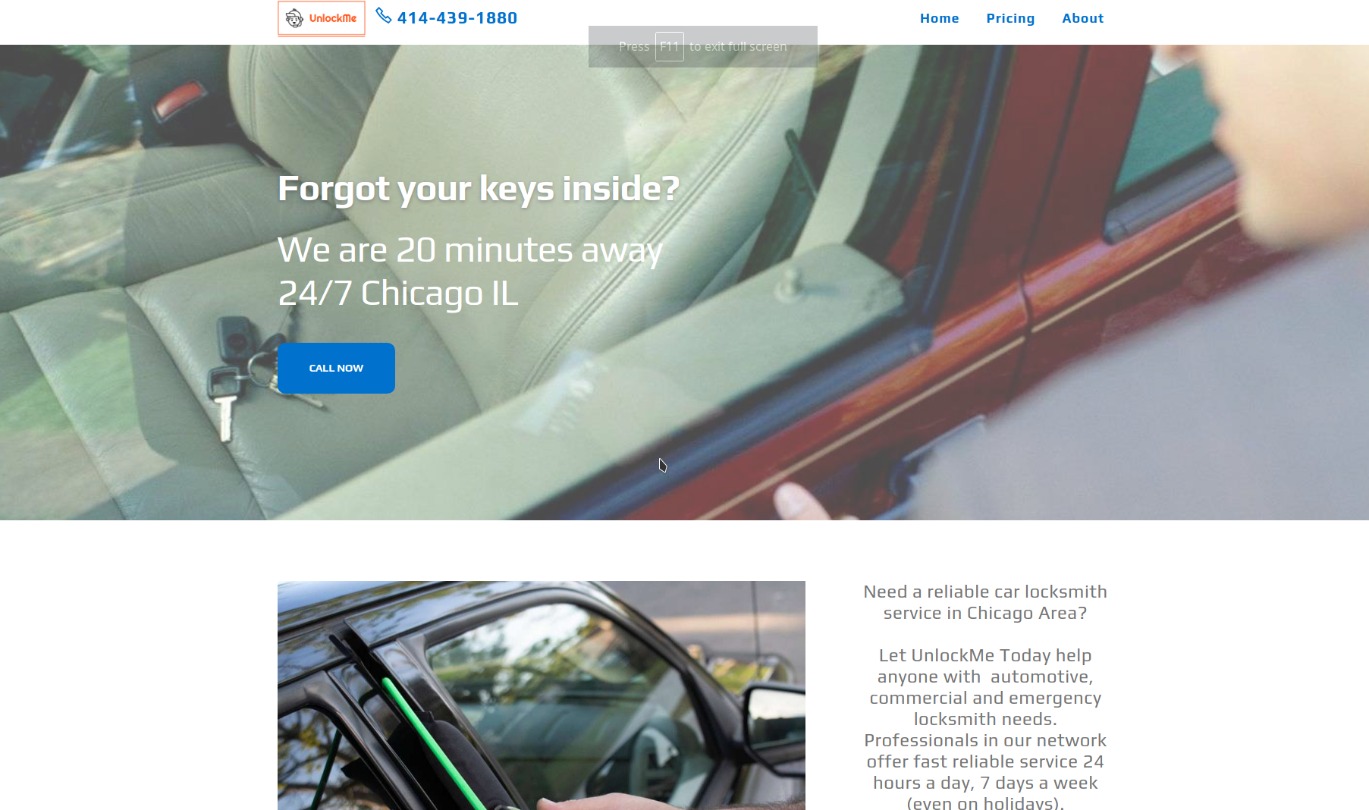 UnlockMe
414-439-1880
Home Pricing About
Press F11 to exit full screen
Forgot your keys inside?
We are 20 minutes away
24/7 Chicago IL
CALL NOW
Need a reliable car locksmith
service in Chicago Area?
Let UnlockMe Today help
anyone with automotive,
commercial and emergency
locksmith needs.
Professionals in our network
offer fast reliable service 24
hours a day, 7 days a week
(even on holidays).